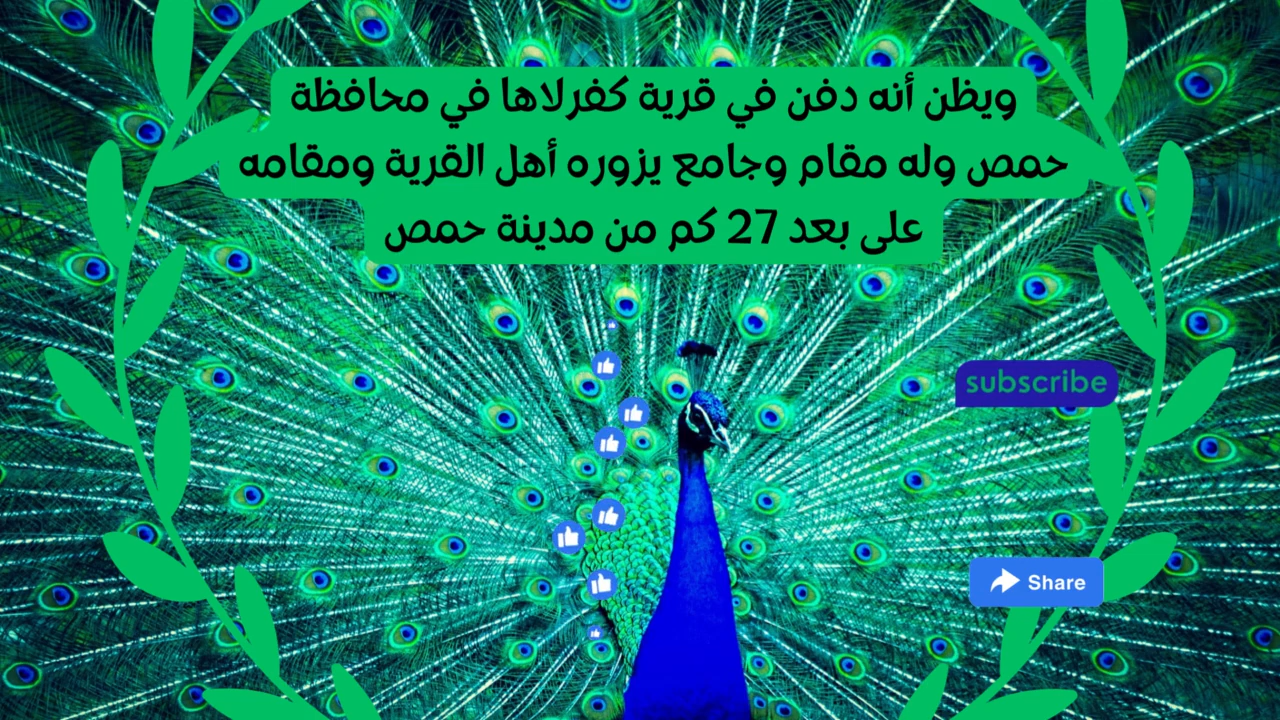 ويظن أنه دفن في قرية كفرلاها في محافظة
حمص وله مقام وجامع يزوره أهل القرية ومقامه
على بعد 27 كم من مدينة حمص
subscribe
Share